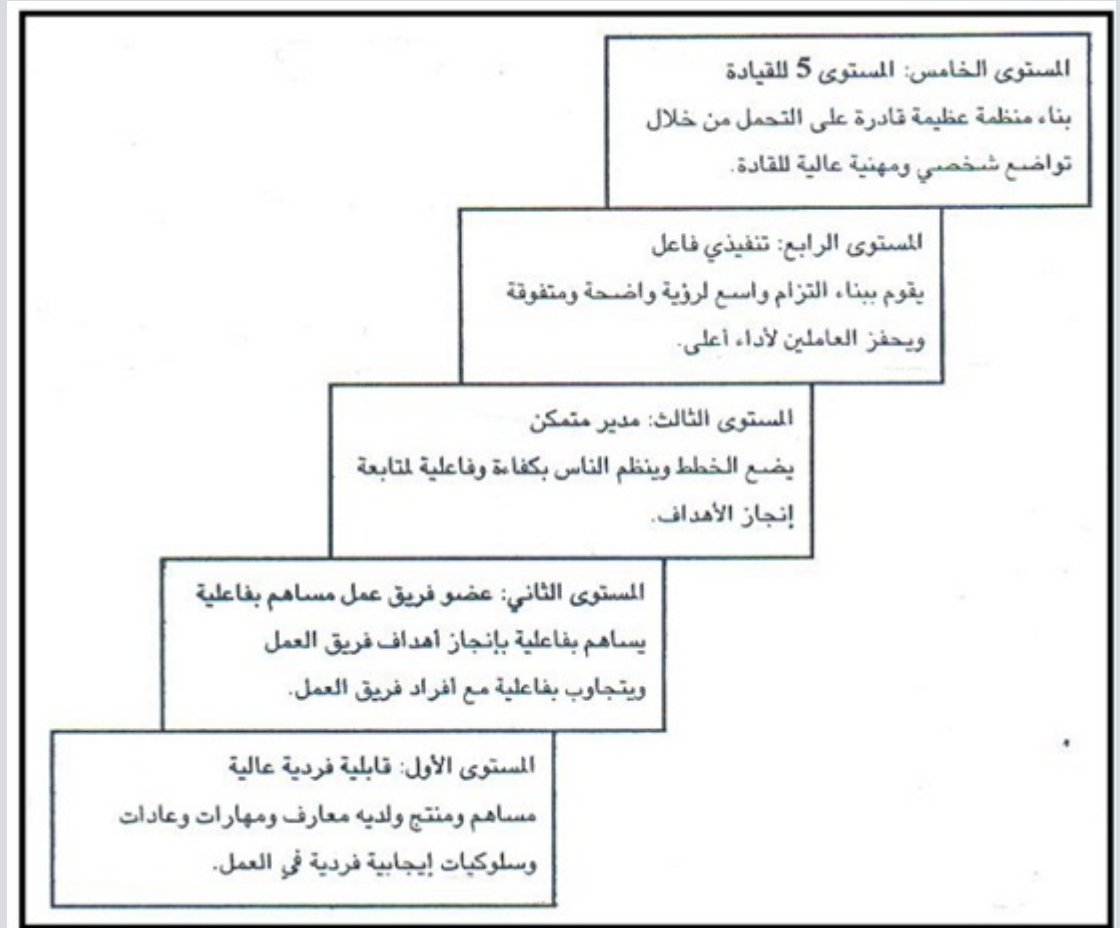 المستوى الخامس: المستوى 5 للقيادة
بناء منظمة عظيمة قادرة على التحمل من خلال
تواضع شخصي ومهنية عالية للقادة.
المستوى الرابع: تنفيذي فاعل
يقوم ببناء التزام واسع لرؤية واضحة ومتفوقة
ويحفز العاملين لأداء أعلى.
المستوى الثالث: مدير متمكن
يضع الخطط وينظم الناس بكفاءة وفاعلية لمتابعة
إنجاز الأهداف.
المستوى الثاني: عضو فريق عمل مساهم بفاعلية
يساهم بفاعلية بإنجاز أهداف فريق العمل
ويتجاوب بفاعلية مع أفراد فريق العمل.
المستوى الأول: قابلية فردية عالية
مساهم ومنتج ولديه معارف ومهارات وعادات
وسلوكيات إيجابية فردية في العمل.